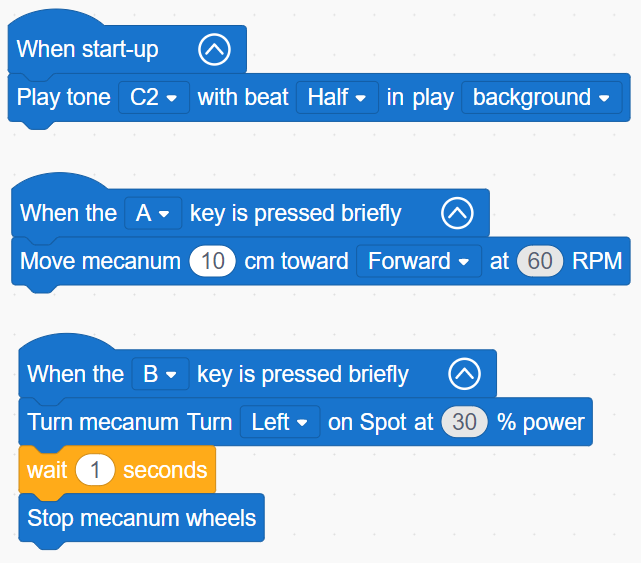 When start-up
Play tone C2 with beat Half in play background
When the A key is pressed briefly
Move mecanum 10 cm toward Forward at 60 RPM
When the B key is pressed briefly
Turn mecanum Turn Left on Spot at 30 % power
wait 1 seconds
Stop mecanum wheels